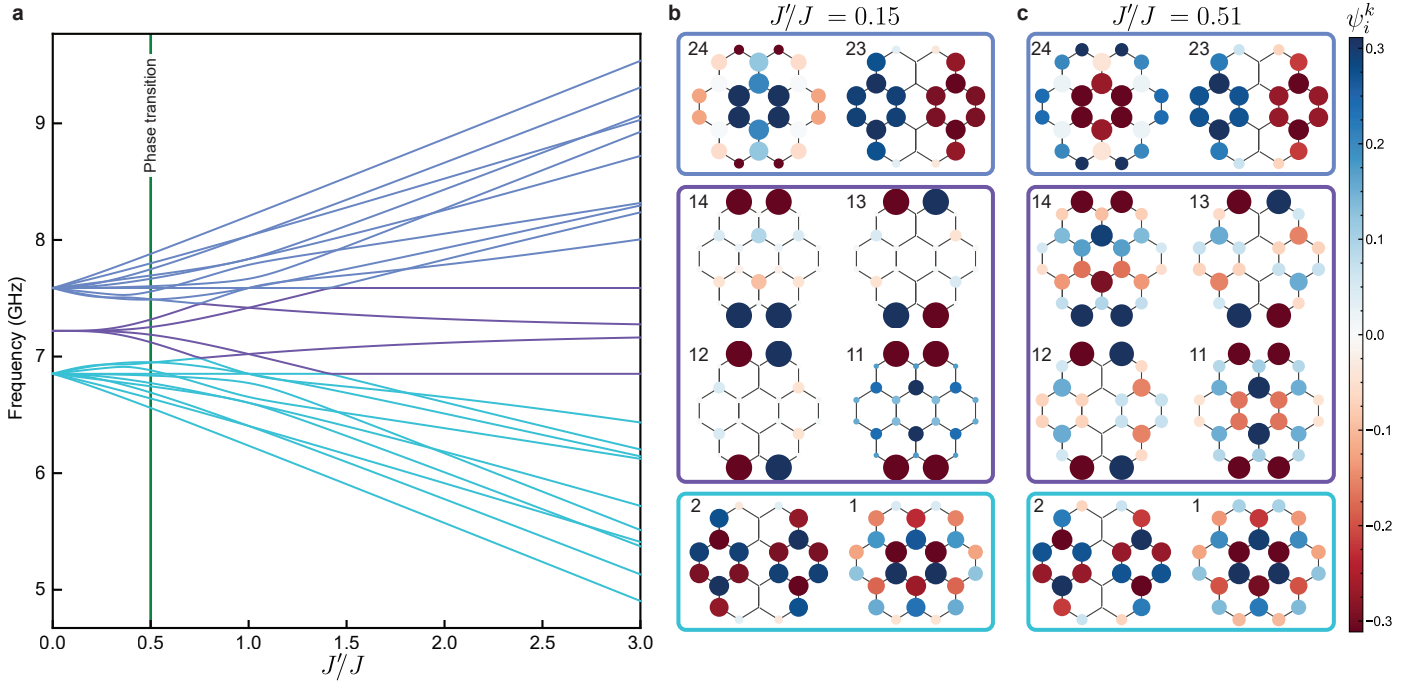 a
Frequency (GHz)
9
8
7
6
5
Phase transition
0.0 0.5 1.0 1.5 2.0 2.5 3.0
J′/J
b
J′/J = 0.15
24 23
14 13
12 11
2 1
c
J′/J = 0.51
24 23
14 13
12 11
2 1
ψᵢᵏ
0.3
0.2
0.1
0.0
−0.1
−0.2
−0.3